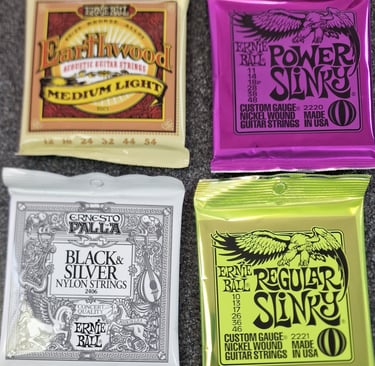 ERNIE BALL
Earthwood
ACOUSTIC GUITAR STRINGS
MEDIUM LIGHT
12 16 24 32 44 54
ERNIE
BALL
POWER
SLINKY
11
14
18P
28
38
48
CUSTOM GAUGE
NICKEL WOUND
GUITAR STRINGS
2220
MADE IN
USA
ERNESTO
PALLA
BLACK &
SILVER
NYLON STRINGS
2406
CONCERT
QUALITY
ERNIE
BALL
ERNIE
BALL
REGULAR
SLINKY
10
13
17
26
36
46
CUSTOM GAUGE
NICKEL WOUND
GUITAR STRINGS
2221
MADE IN
USA